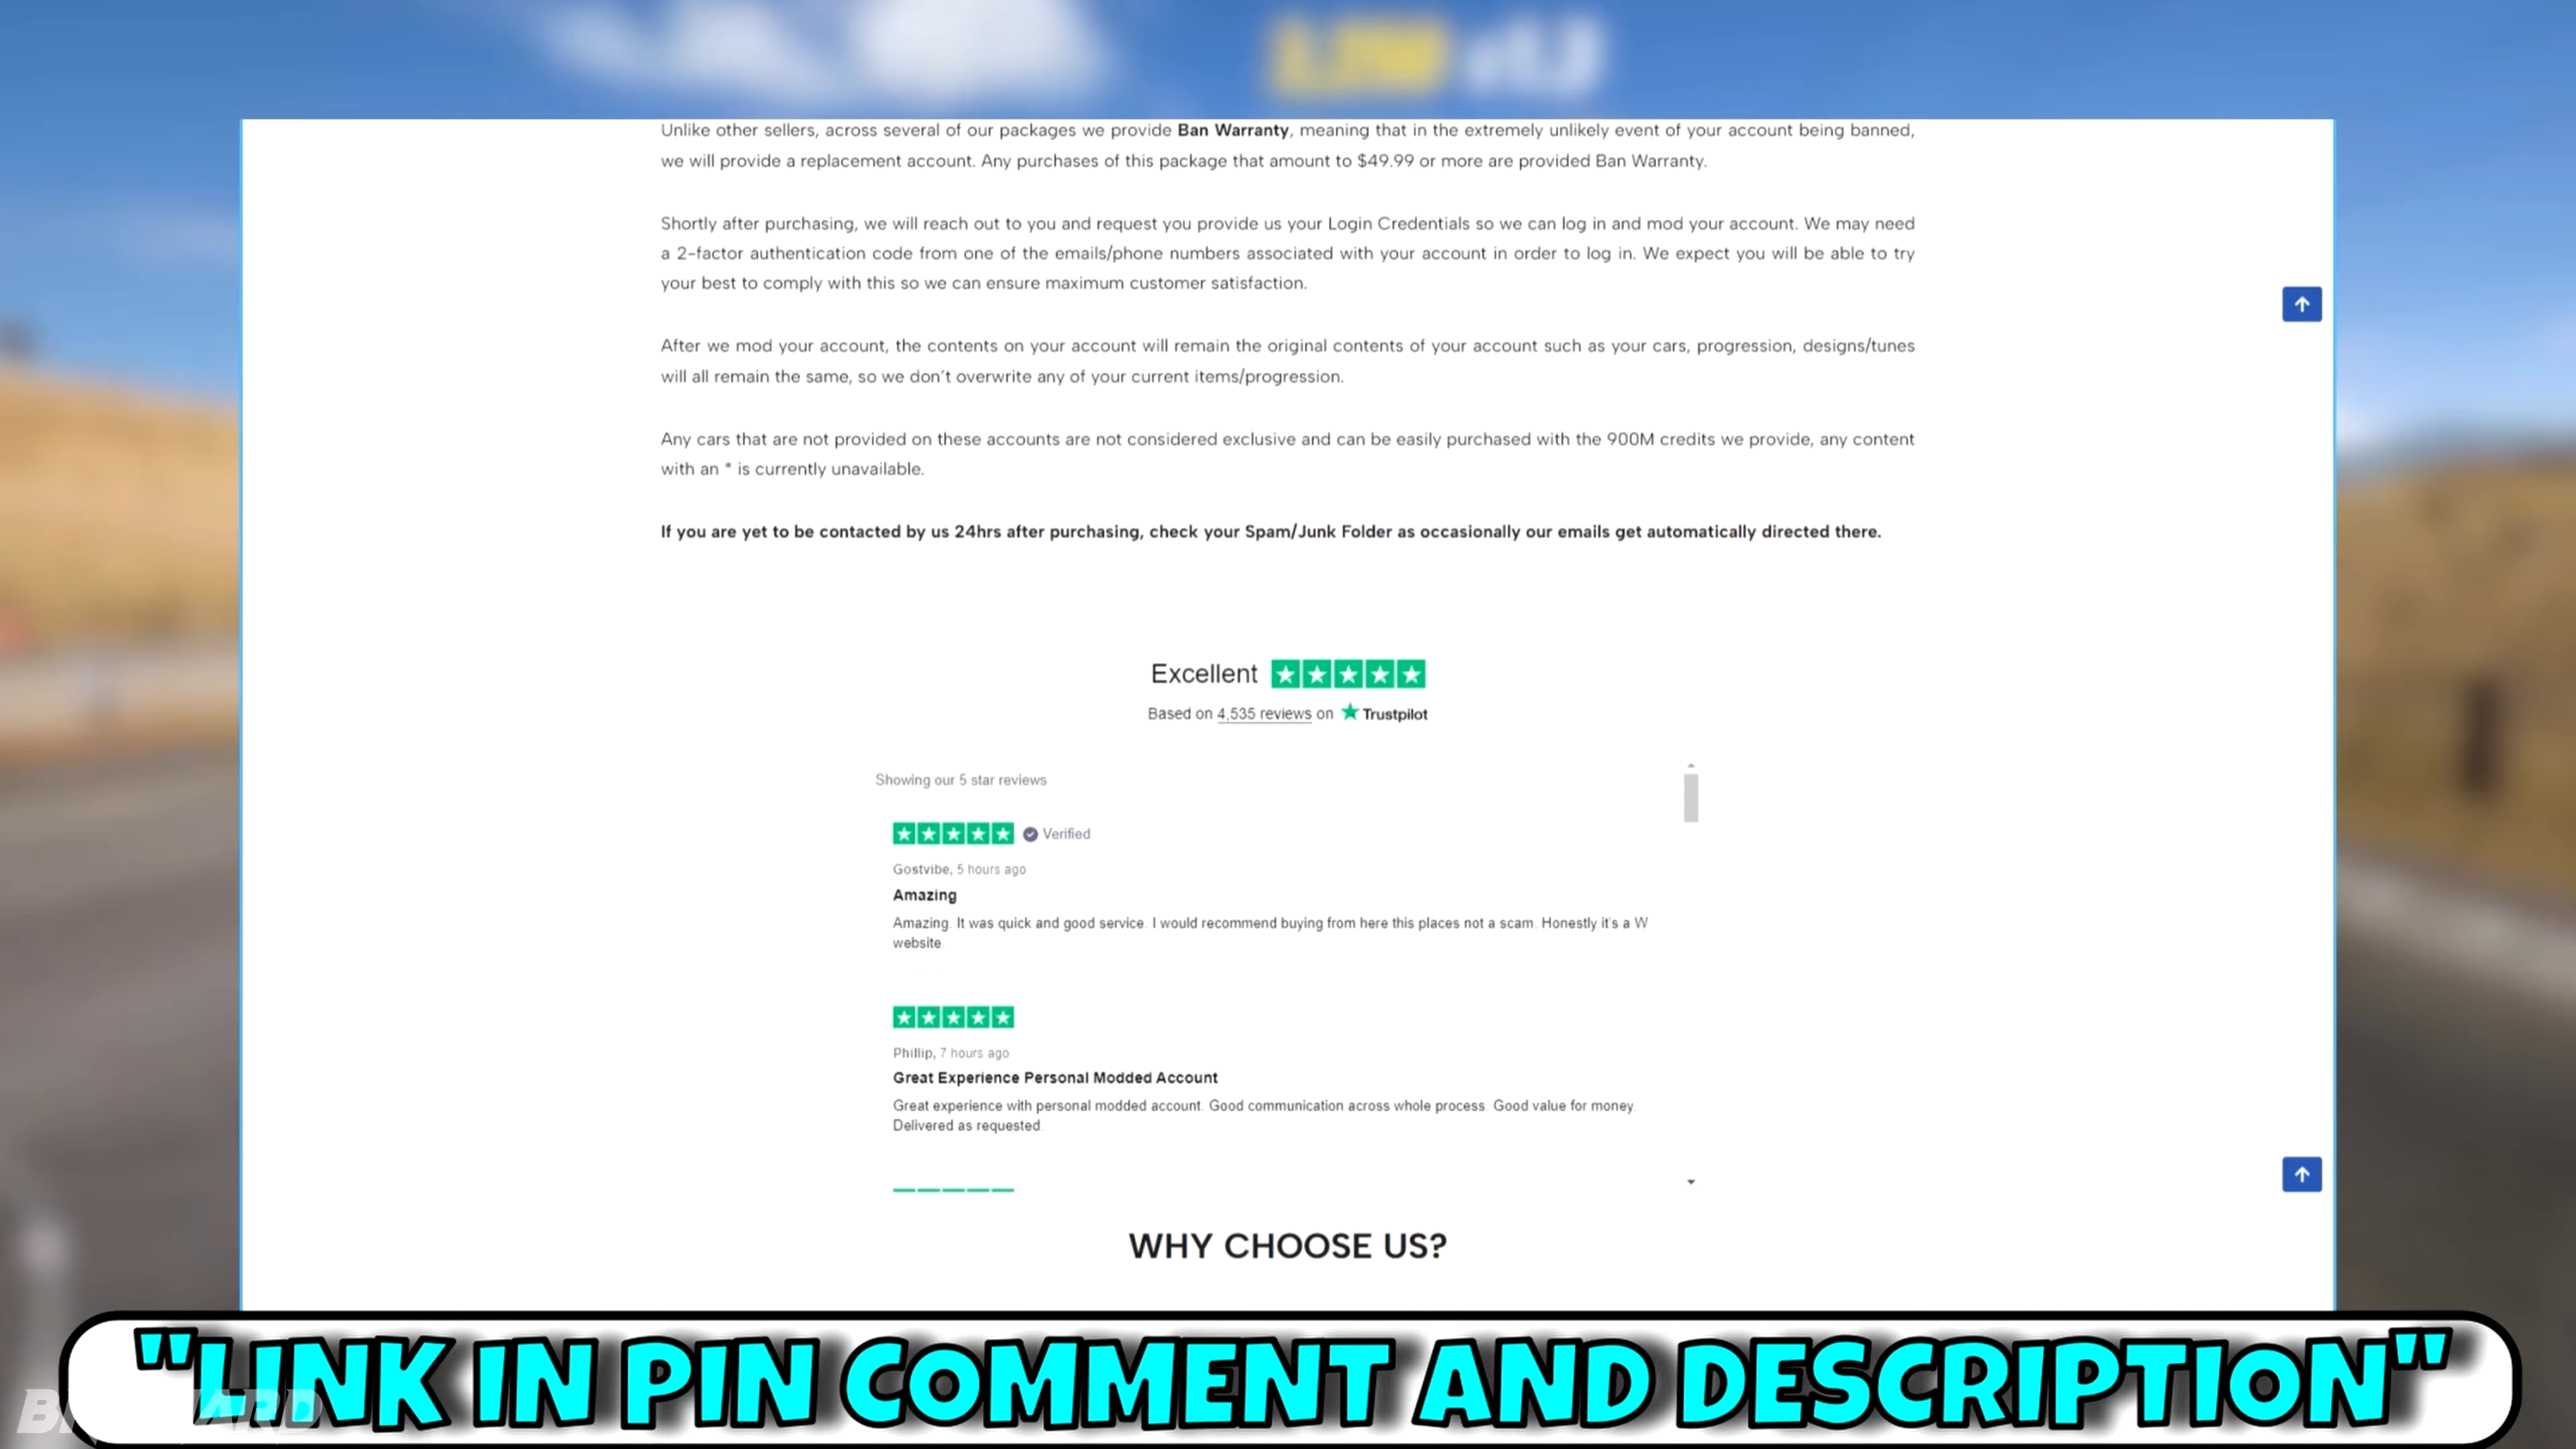 Unlike other sellers, across several of our packages we provide Ban Warranty, meaning that in the extremely unlikely event of your account being banned,
we will provide a replacement account. Any purchases of this package that amount to $49.99 or more are provided Ban Warranty.
Shortly after purchasing, we will reach out to you and request you provide us your Login Credentials so we can log in and mod your account. We may need
a 2-factor authentication code from one of the emails/phone numbers associated with your account in order to log in. We expect you will be able to try
your best to comply with this so we can ensure maximum customer satisfaction.
After we mod your account, the contents on your account will remain the original contents of your account such as your cars, progression, designs/tunes
will all remain the same, so we don't overwrite any of your current items/progression.
Any cars that are not provided on these accounts are not considered exclusive and can be easily purchased with the 900M credits we provide, any content
with an * is currently unavailable.
If you are yet to be contacted by us 24hrs after purchasing, check your Spam/Junk Folder as occasionally our emails get automatically directed there.
Excellent
Based on 4,535 reviews on Trustpilot
Showing our 5 star reviews
Verified
Gostvibe, 5 hours ago
Amazing
Amazing. It was quick and good service. I would recommend buying from here this places not a scam. Honestly it's a W
website.
Phillip, 7 hours ago
Great Experience Personal Modded Account
Great experience with personal modded account. Good communication across whole process. Good value for money.
Delivered as requested.
WHY CHOOSE US?
"LINK IN PIN COMMENT AND DESCRIPTION"